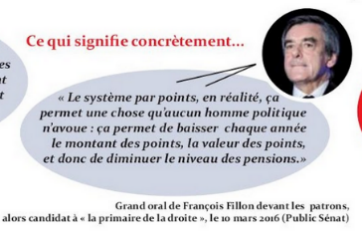 Ce qui signifie concrètement...
es
nt
t
« Le système par points, en réalité, ça
permet une chose qu'aucun homme politique
n'avoue : ça permet de baisser chaque année
le montant des points, la valeur des points,
et donc de diminuer le niveau des pensions.»
Grand oral de François Fillon devant les patrons,
alors candidat à « la primaire de la droite », le 10 mars 2016 (Public Sénat)